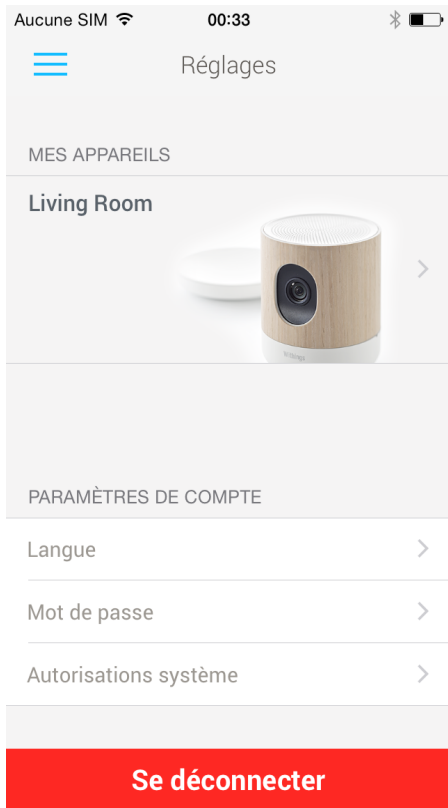 Aucune SIM 00:33
Réglages
MES APPAREILS
Living Room
PARAMÈTRES DE COMPTE
Langue
Mot de passe
Autorisations système
Se déconnecter